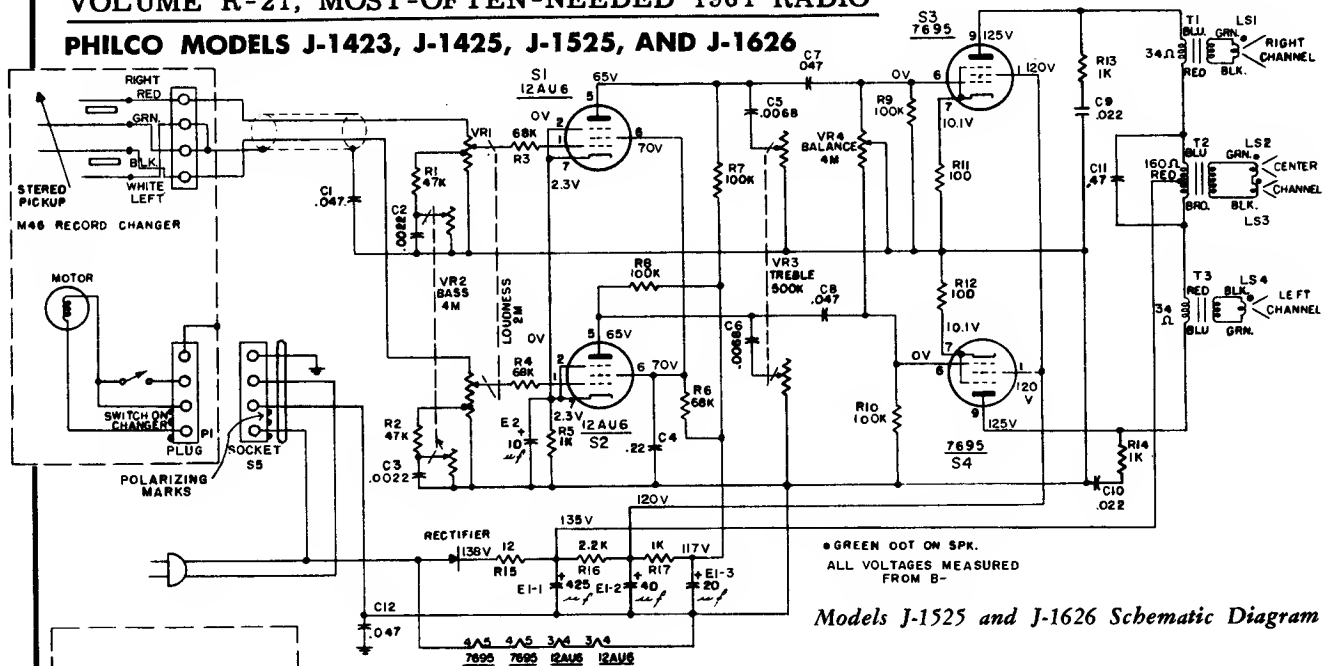 VOLUME R-21, MOST-OFTEN-NEEDED 1961 RADIO
PHILCO MODELS J-1423, J-1425, J-1525, AND J-1626
RIGHT
RED
GRN.
BLK.
WHITE
LEFT
STEREO
PICKUP
M46 RECORD CHANGER
MOTOR
SWITCH ON
CHANGER
P1
PLUG
SOCKET
S5
POLARIZING
MARKS
C1
.047
R1
47K
C2
.0022
VR1
VR2
BASS
4M
LOUDNESS
2M
R2
47K
C3
.0022
S1
12AU6
68K
R3
0V
2
1
7
2.3V
5
65V
6
70V
R8
100K
R4
68K
0V
2
1
7
2.3V
5
65V
6
70V
12AU6
S2
E2
+
10
uf
R5
1K
C4
.22
R6
68K
R7
100K
C5
.0068
C7
.047
VR4
BALANCE
4M
VR3
TREBLE
500K
C8
.047
C6
.0068
R9
100K
R10
100K
S3
7695
9
125V
0V
6
7
10.1V
1
120V
R11
100
R12
100
10.1V
7
0V
6
1
120
V
9
125V
7695
S4
R13
1K
C9
.022
R14
1K
C10
.022
C11
.47
T1
BLU.
34Ω
RED
GRN.
BLK.
LS1
RIGHT
CHANNEL
T2
BLU
160Ω
RED
BRO.
GRN.
BLK.
LS2
CENTER
CHANNEL
LS3
T3
RED
34
Ω
BLU
BLK.
GRN.
LS4
LEFT
CHANNEL
RECTIFIER
138V
12
R15
135V
2.2K
R16
120V
1K
R17
117V
E1-1
+
425
uf
E1-2
+
40
uf
+
E1-3
20
uf
C12
.047
4 5
7695
4 5
7695
3 4
12AU6
3 4
12AU6
• GREEN DOT ON SPK.
ALL VOLTAGES MEASURED
FROM B-
Models J-1525 and J-1626 Schematic Diagram